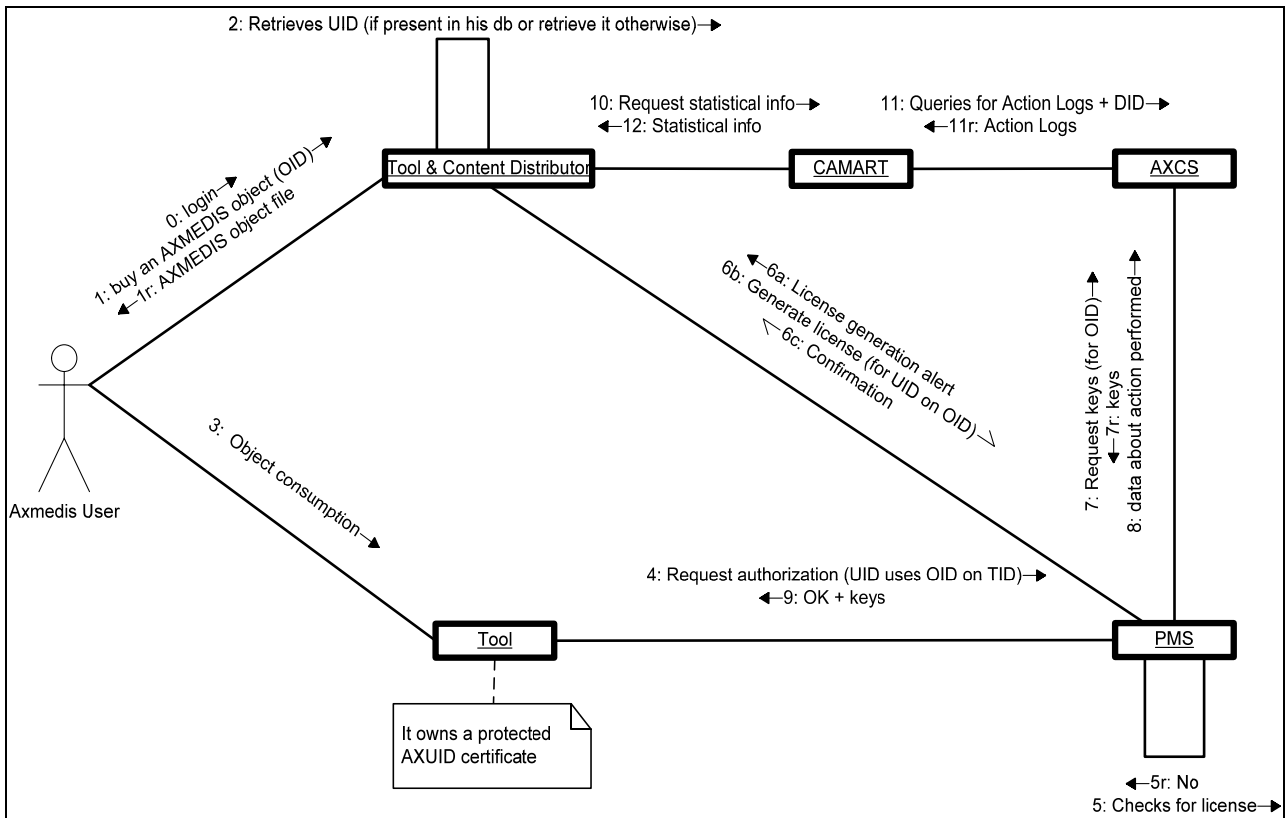 2: Retrieves UID (if present in his db or retrieve it otherwise)
10: Request statistical info
12: Statistical info
11: Queries for Action Logs + DID
11r: Action Logs
Tool & Content Distributor
CAMART
AXCS
0: login
1: buy an AXMEDIS object (OID)
1r: AXMEDIS object file
6a: License generation alert
6b: Generate license (for UID on OID)
6c: Confirmation
7: Request keys (for OID)
7r: keys
8: data about action performed
Axmedis User
3: Object consumption
4: Request authorization (UID uses OID on TID)
9: OK + keys
Tool
PMS
It owns a protected
AXUID certificate
5r: No
5: Checks for license